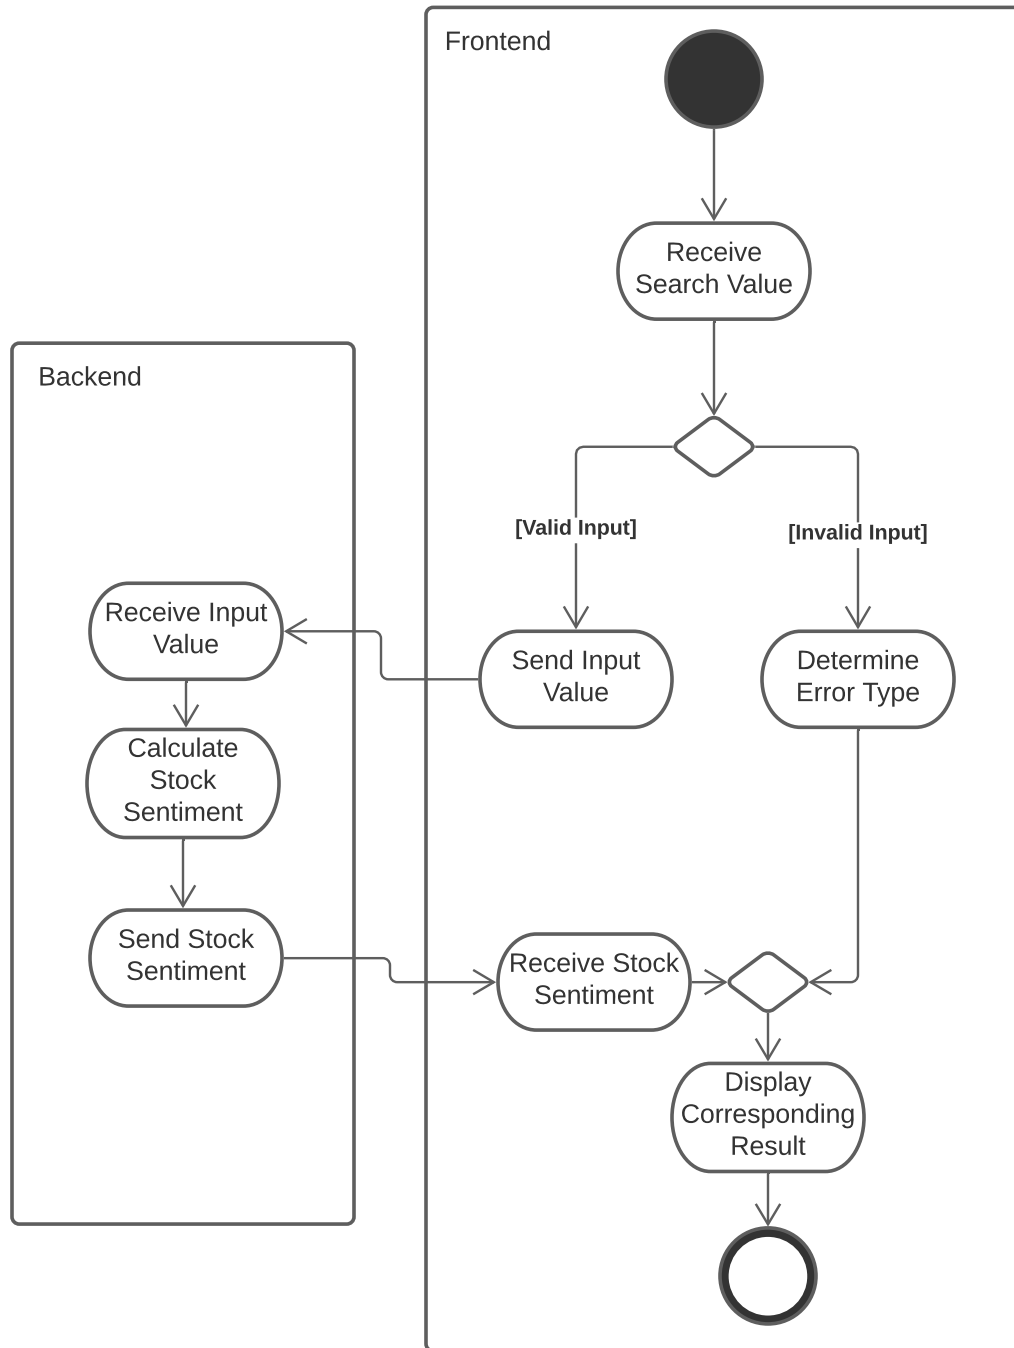 Frontend
Receive
Search Value
Backend
[Valid Input]
[Invalid Input]
Receive Input
Value
Send Input
Value
Determine
Error Type
Calculate
Stock
Sentiment
Send Stock
Sentiment
Receive Stock
Sentiment
Display
Corresponding
Result